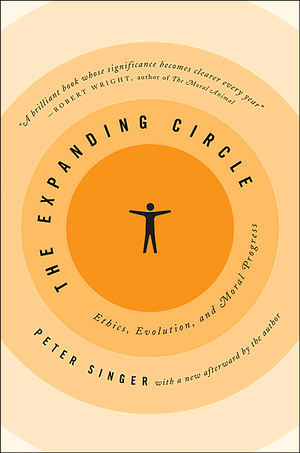 "A brilliant book whose significance becomes clearer every year"
—ROBERT WRIGHT, author of The Moral Animal
THE EXPANDING CIRCLE
Ethics, Evolution, and Moral Progress
PETER SINGER with a new afterward by the author